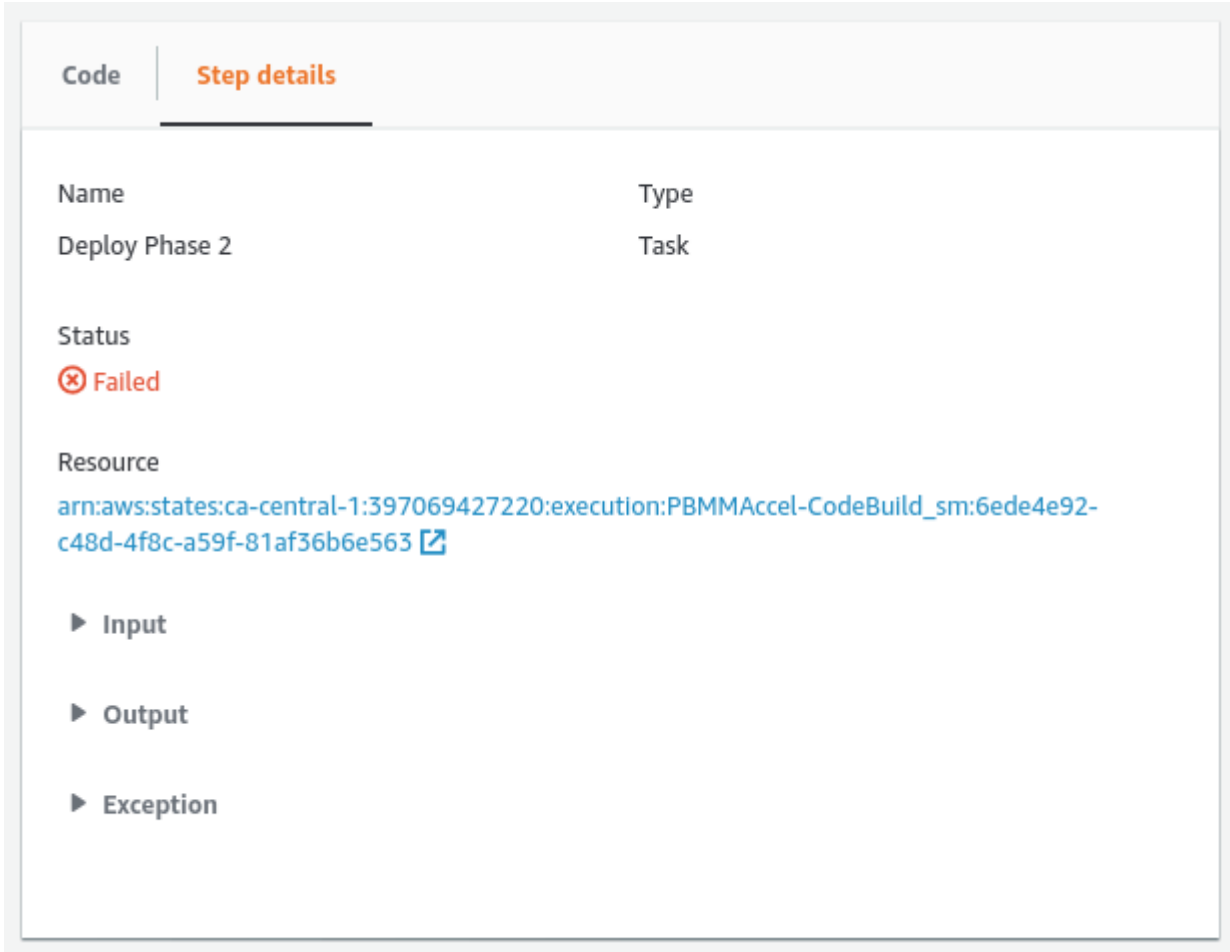 Code
Step details
Name
Type
Deploy Phase 2
Task
Status
Failed
Resource
arn:aws:states:ca-central-1:397069427220:execution:PBMMAccel-CodeBuild_sm:6ede4e92-
c48d-4f8c-a59f-81af36b6e563
Input
Output
Exception